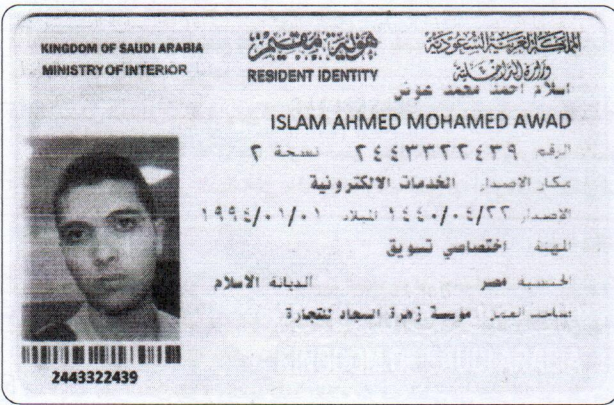 KINGDOM OF SAUDI ARABIA
MINISTRY OF INTERIOR
هوية مقيم
RESIDENT IDENTITY
المملكة العربية السعودية
وزارة الداخلية
اسلام احمد محمد عوض
ISLAM AHMED MOHAMED AWAD
الرقم ٢٤٤٣٣٢٢٤٣٩ نسخة ٢
مكان الاصدار الخدمات الالكترونية
الاصدار ١٤٤٠/٠٤/٢٢ الميلاد ١٩٩٤/٠١/٠١
المهنة اختصاصي تسويق
الجنسية مصر الديانة الاسلام
صاحب العمل مؤسسة زهرة السجاد للتجارة
2443322439